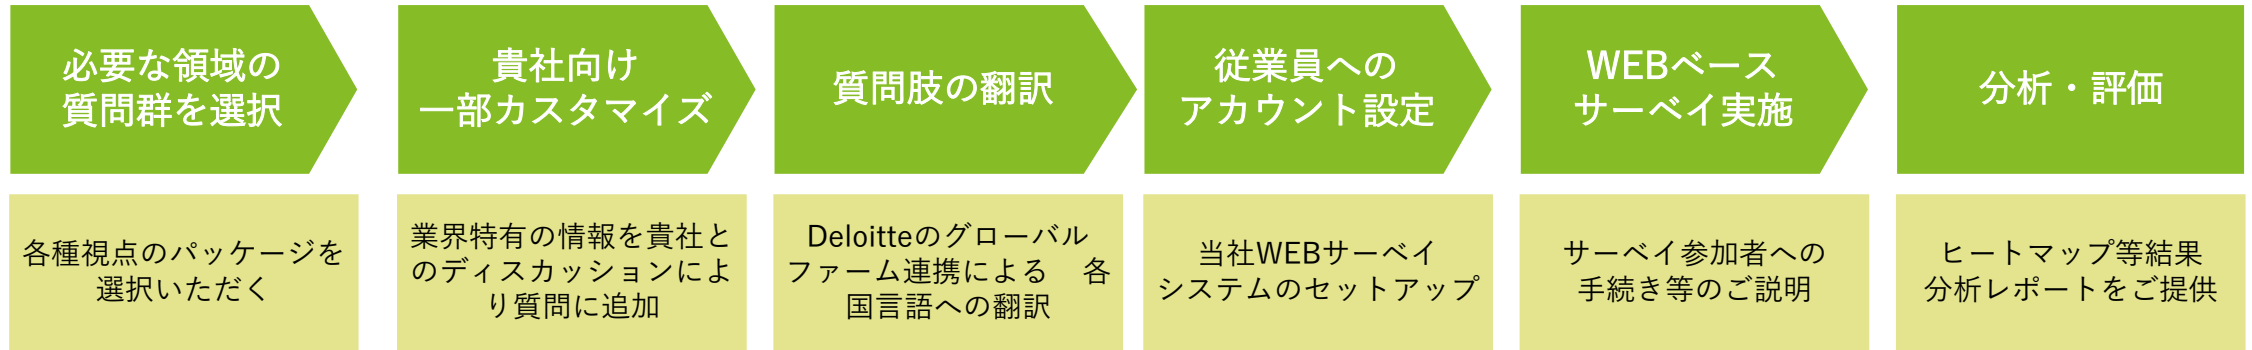 必要な領域の
質問群を選択
貴社向け
一部カスタマイズ
質問肢の翻訳
従業員への
アカウント設定
WEBベース
サーベイ実施
分析・評価
各種視点のパッケージを
選択いただく
業界特有の情報を貴社と
のディスカッションによ
り質問に追加
Deloitteのグローバル
ファーム連携による　各
国言語への翻訳
当社WEBサーベイ
システムのセットアップ
サーベイ参加者への
手続き等のご説明
ヒートマップ等結果
分析レポートをご提供